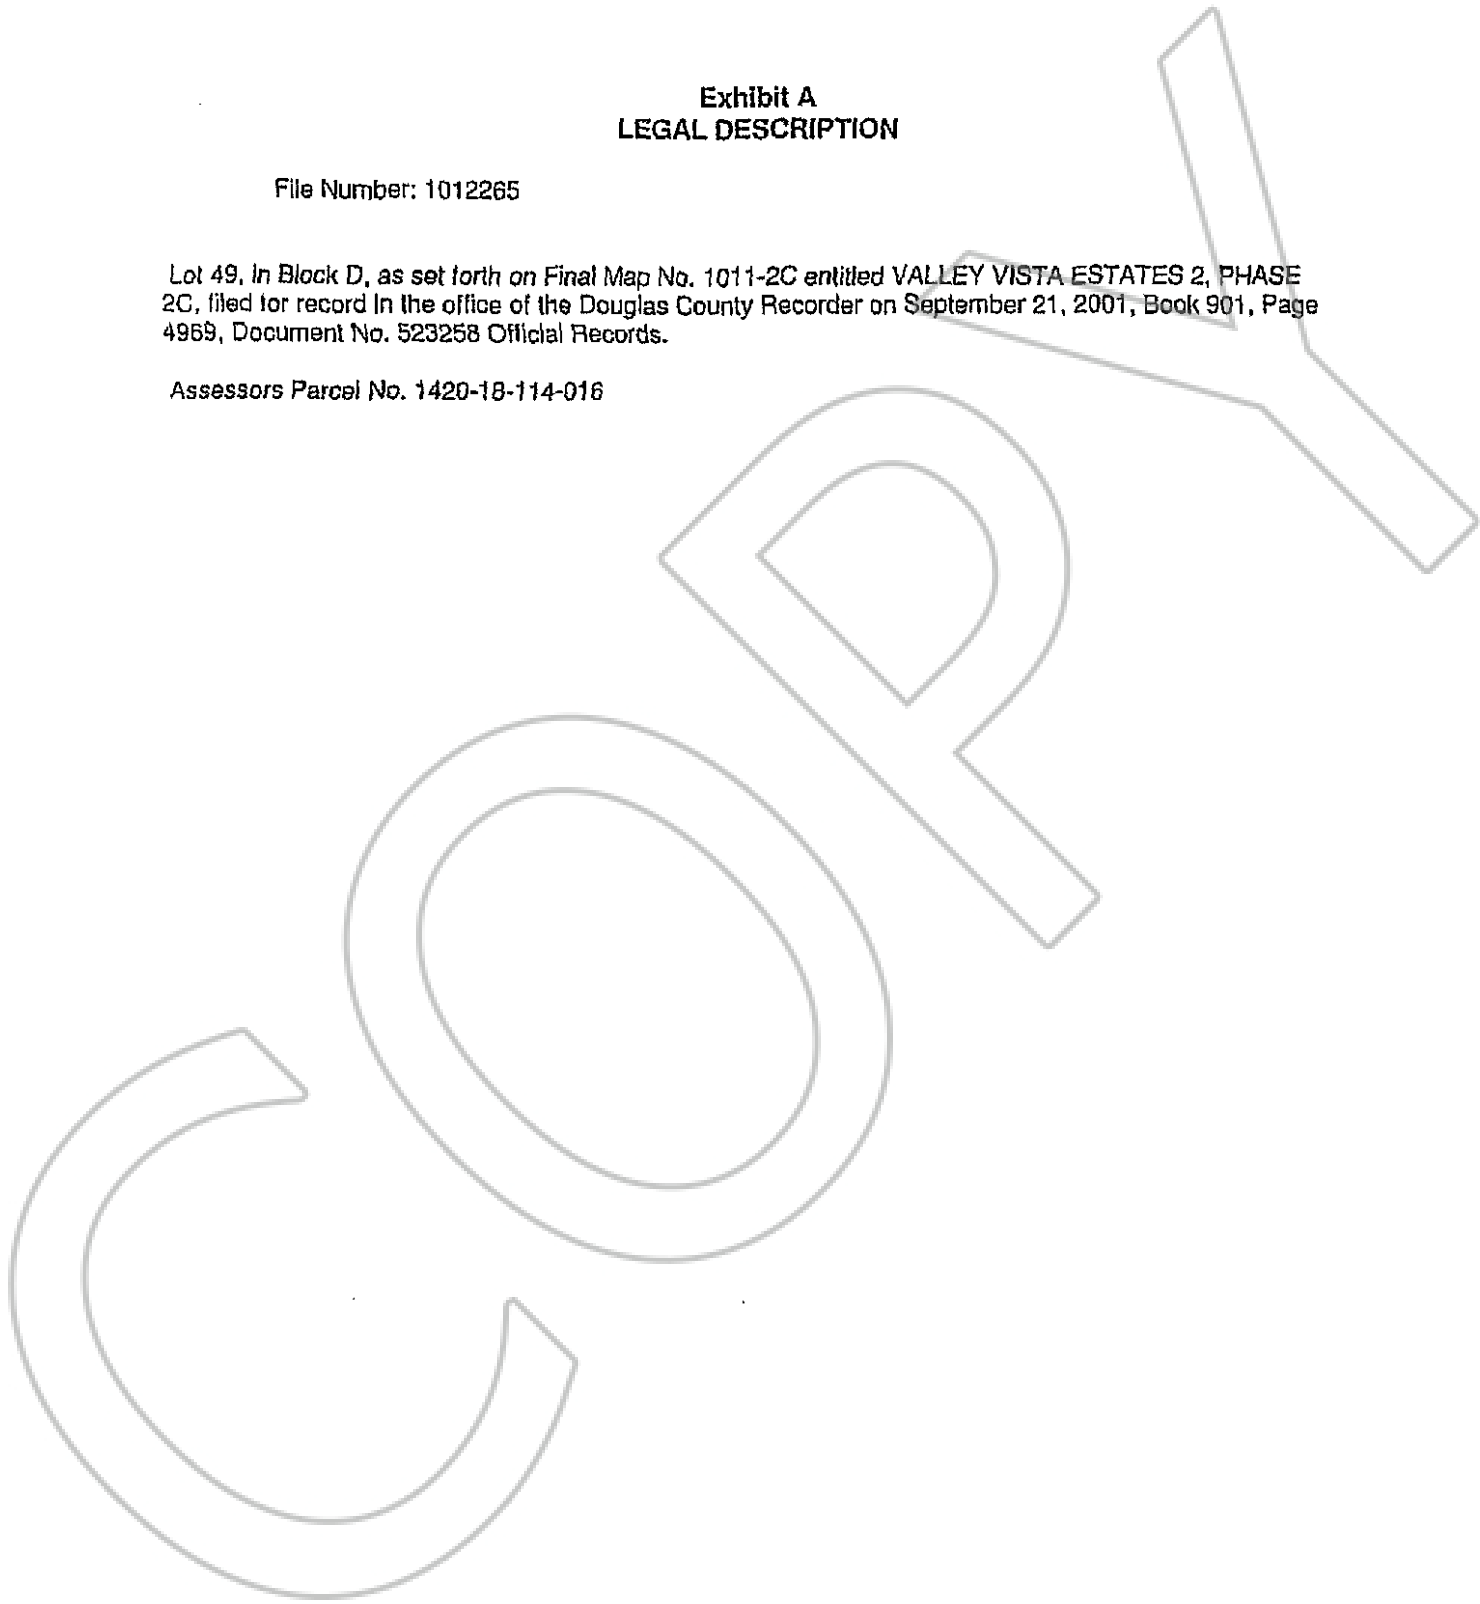 Exhibit A
LEGAL DESCRIPTION
File Number: 1012265
Lot 49, in Block D, as set forth on Final Map No. 1011-2C entitled VALLEY VISTA ESTATES 2, PHASE
2C, filed for record in the office of the Douglas County Recorder on September 21, 2001, Book 901, Page
4969, Document No. 523258 Official Records.
Assessors Parcel No. 1420-18-114-016
COPY